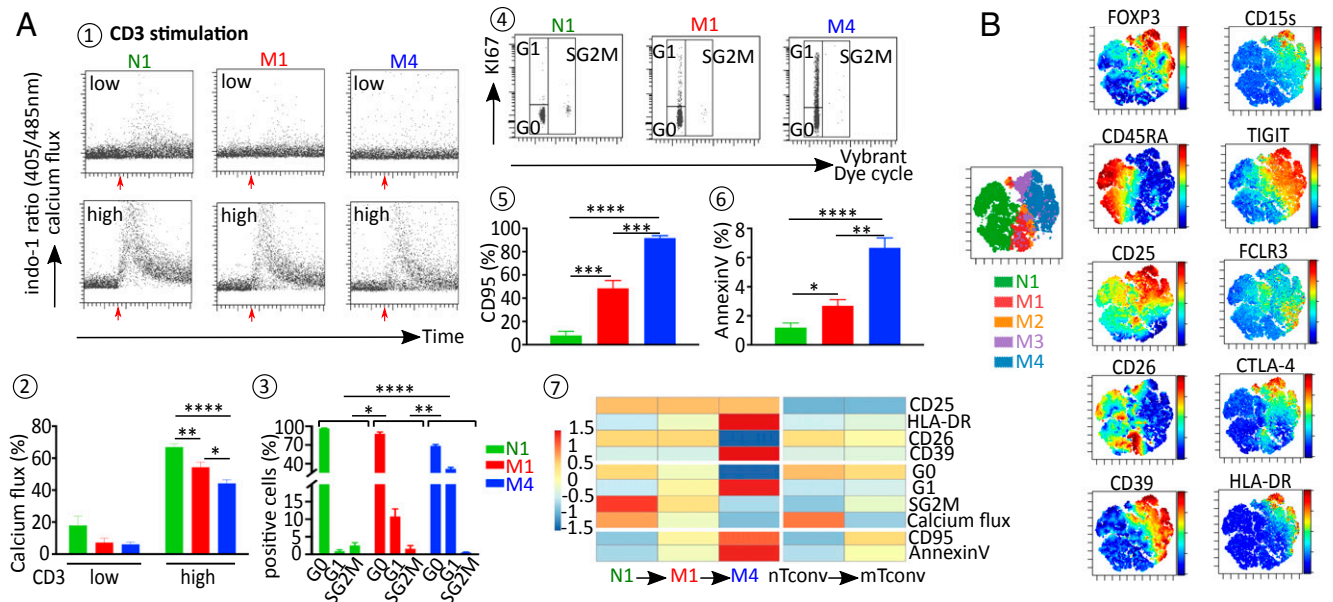 A
① CD3 stimulation
N1 M1 M4
low low low
high high high
indo-1 ratio (405/485nm)
calcium flux
Time
④
N1 M1 M4
G1 SG2M G1 SG2M G1 SG2M
G0 G0 G0
KI67
Vybrant
Dye cycle
⑤
CD95 (%)
100
80
60
40
20
0
****
***
***
⑥
AnnexinV (%)
8
6
4
2
0
****
**
*
②
Calcium flux (%)
80
60
40
20
0
****
**
*
CD3 low high
③
positive cells (%)
100
70
40
15
10
5
0
****
* **
G0 G1 SG2M G0 G1 SG2M G0 G1 SG2M
N1
M1
M4
⑦
1.5
1
0.5
0
-0.5
-1
-1.5
CD25
HLA-DR
CD26
CD39
G0
G1
SG2M
Calcium flux
CD95
AnnexinV
N1 M1 M4 nTconv mTconv
B
N1
M1
M2
M3
M4
FOXP3 CD15s
CD45RA TIGIT
CD25 FCLR3
CD26 CTLA-4
CD39 HLA-DR